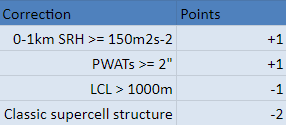 Correction Points
0-1km SRH >= 150m2s-2 +1
PWATs >= 2" +1
LCL > 1000m -1
Classic supercell structure -2